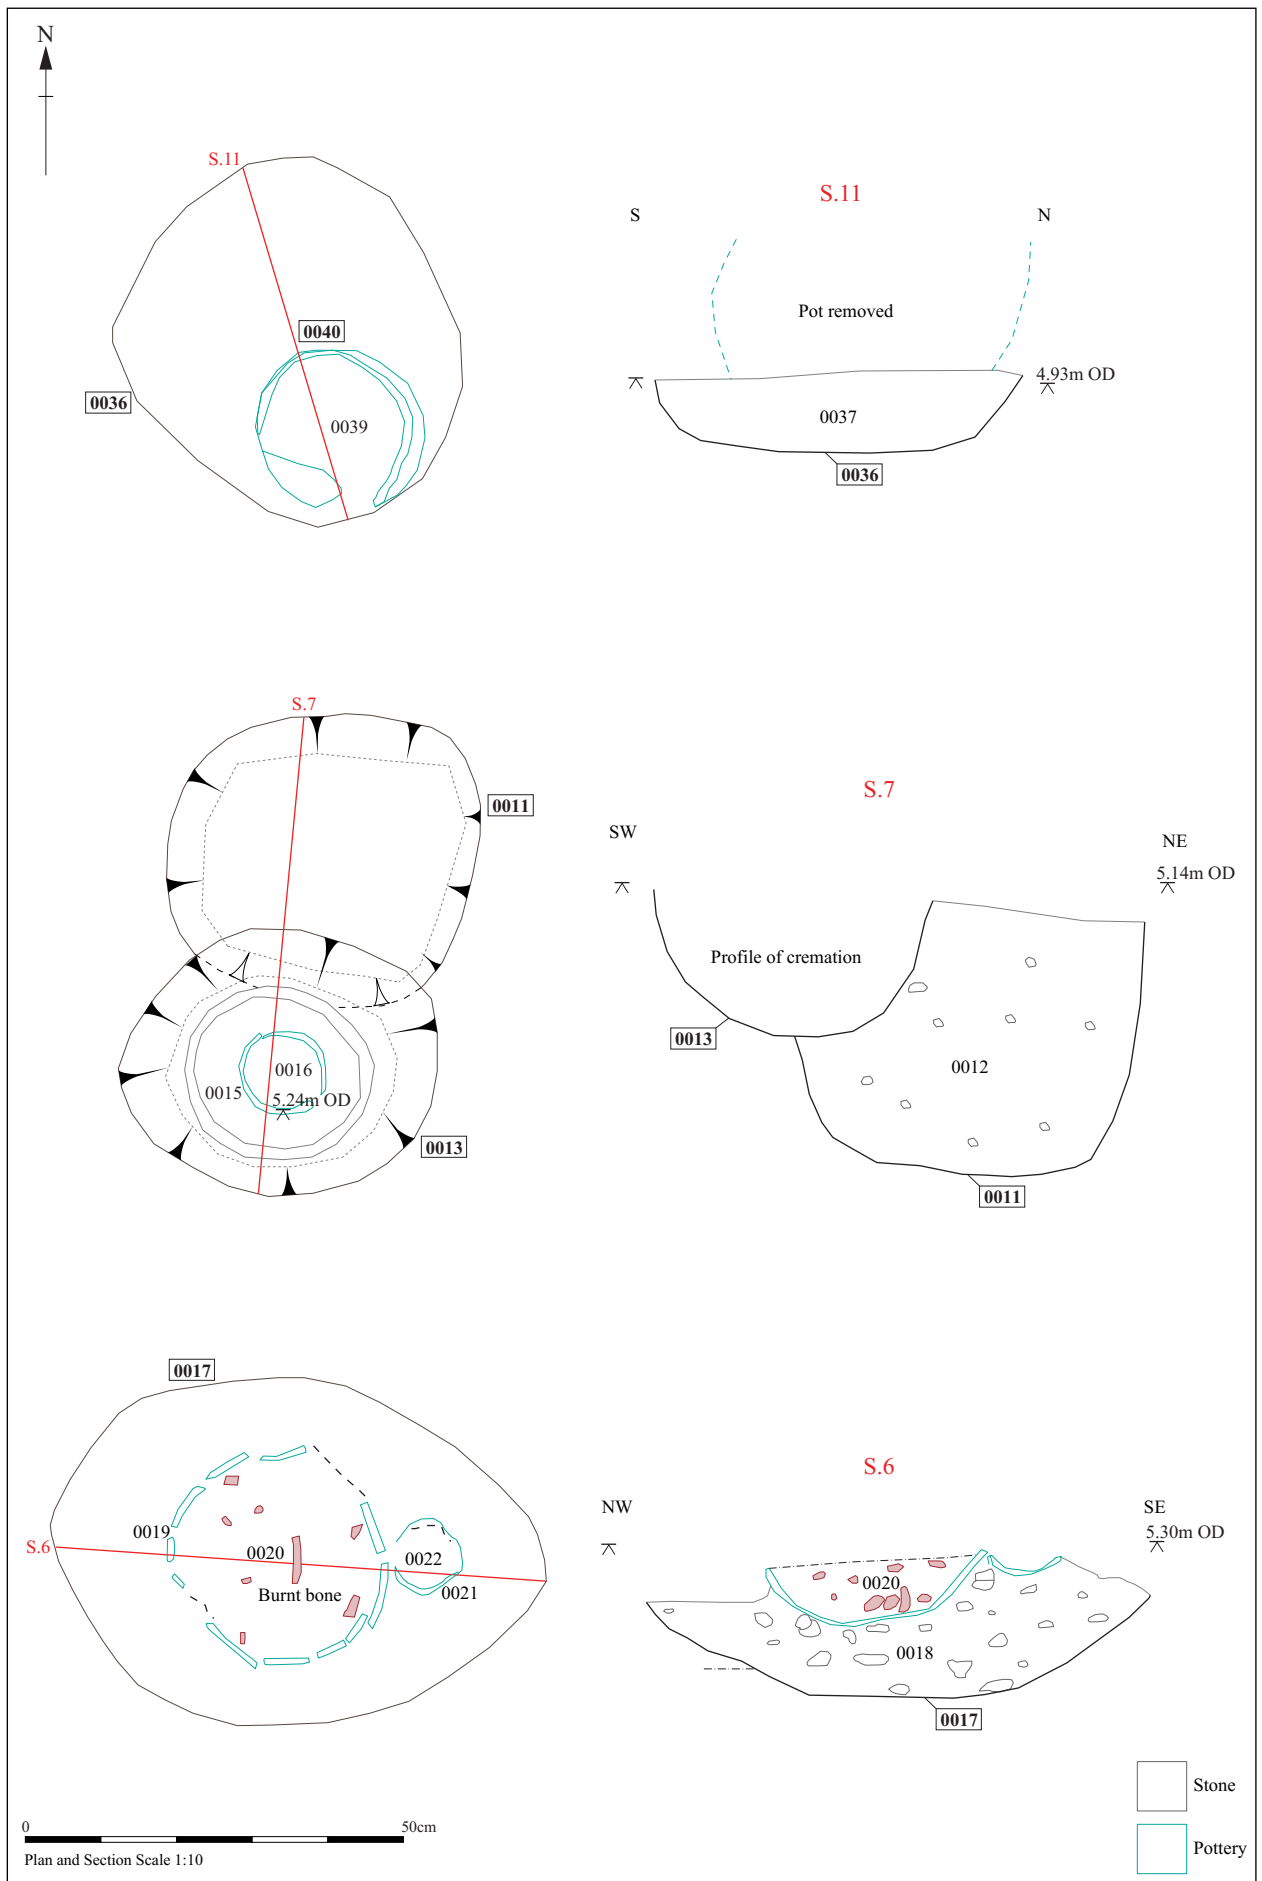 N
S.11
0040
0036
0039
S.11
S
N
Pot removed
4.93m OD
0037
0036
S.7
0011
0016
0015
5.24m OD
0013
S.7
SW
NE
5.14m OD
Profile of cremation
0013
0012
0011
0017
0019
S.6
0020
0022
0021
Burnt bone
S.6
NW
SE
5.30m OD
0020
0018
0017
Stone
Pottery
0 50cm
Plan and Section Scale 1:10